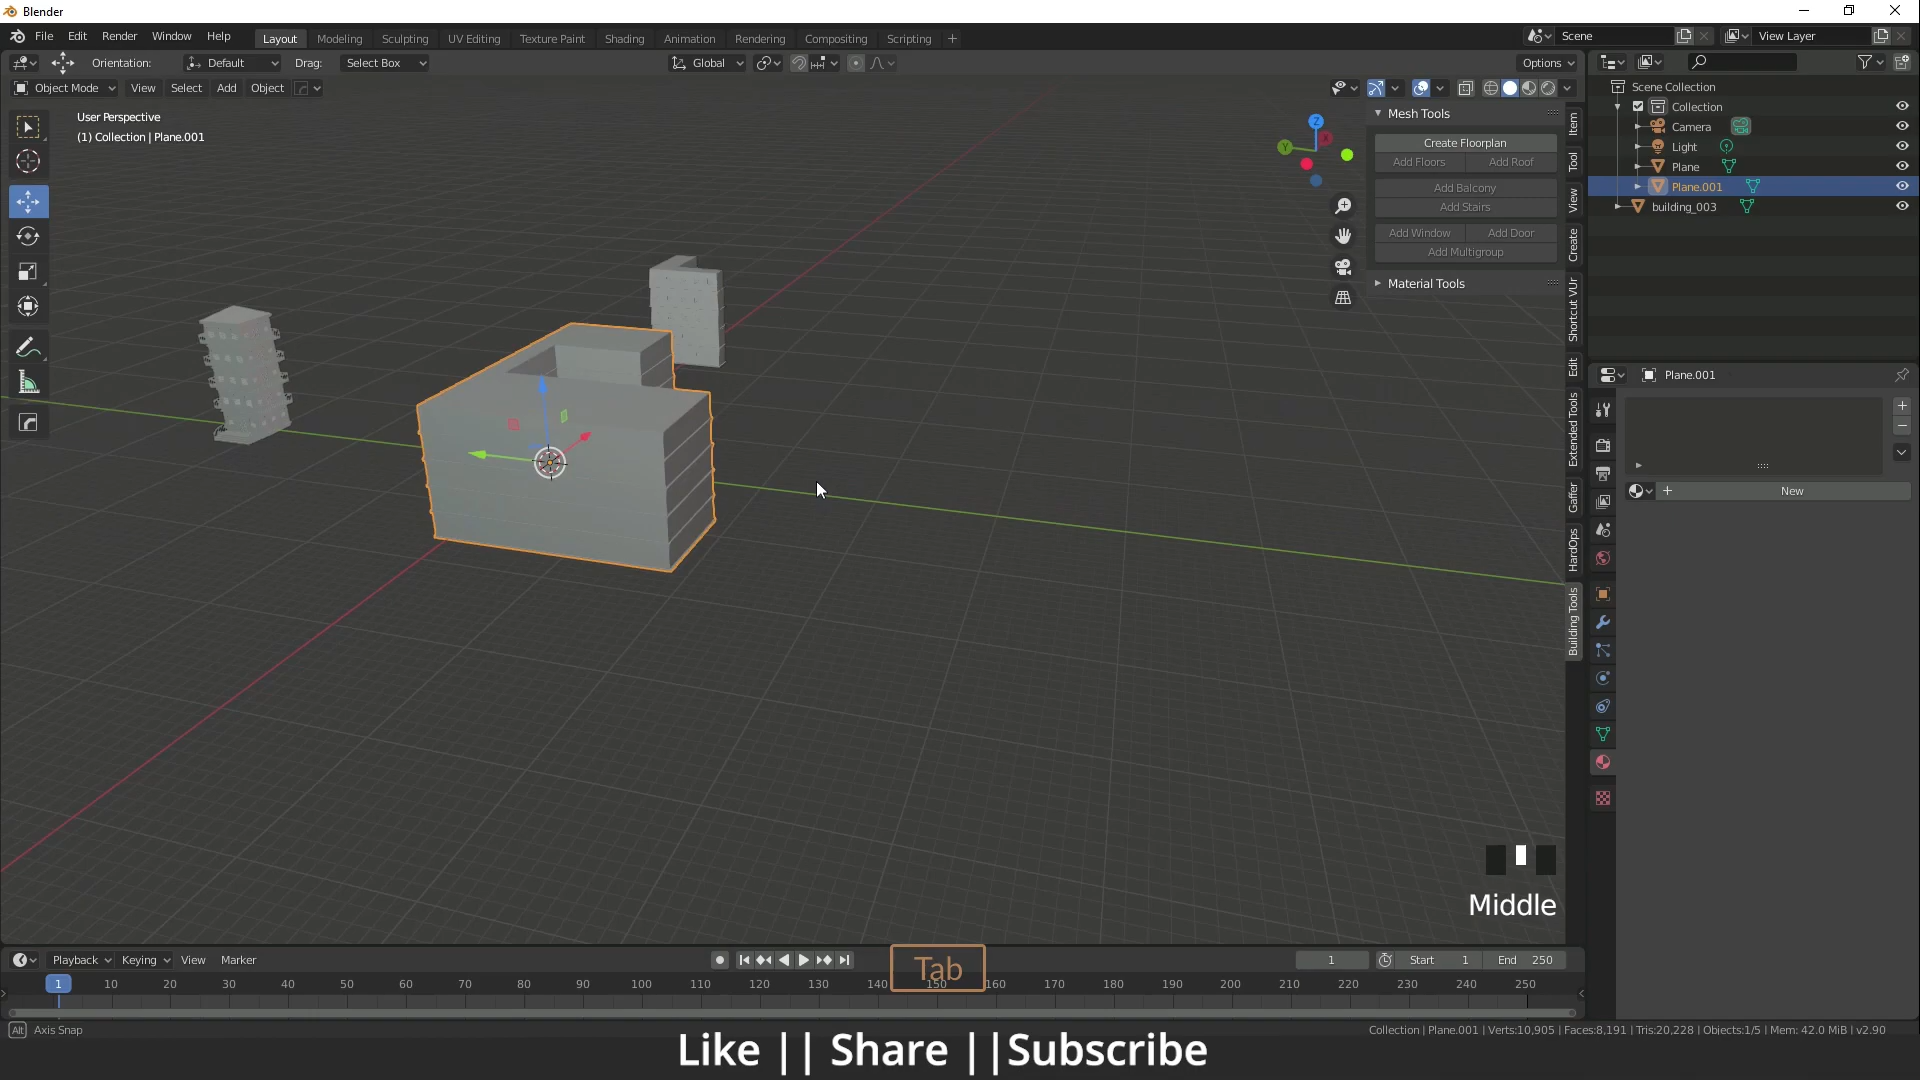 Blender
File Edit Render Window Help Layout Modeling Sculpting UV Editing Texture Paint Shading Animation Rendering Compositing Scripting Scene View Layer
Orientation: Default Drag: Select Box Global Options
Object Mode View Select Add Object
User Perspective
(1) Collection | Plane.001
Z
Y
X
Mesh Tools
Create Floorplan
Add Floors Add Roof
Add Balcony
Add Stairs
Add Window Add Door
Add Multigroup
Material Tools
Item
Tool
View
Create
Shortcut VUr
Edit
Extended Tools
Gaffer
HardOps
Building Tools
Scene Collection
Collection
Camera
Light
Plane
Plane.001
building_003
Plane.001
New
Middle
Playback Keying View Marker 1 Start 1 End 250
Tab
1 10 20 30 40 50 60 70 80 90 100 110 120 130 140 150 160 170 180 190 200 210 220 230 240 250
Alt Axis Snap
Collection | Plane.001 | Verts:10,905 | Faces:8,191 | Tris:20,228 | Objects:1/5 | Mem: 42.0 MiB | v2.90
Like || Share ||Subscribe